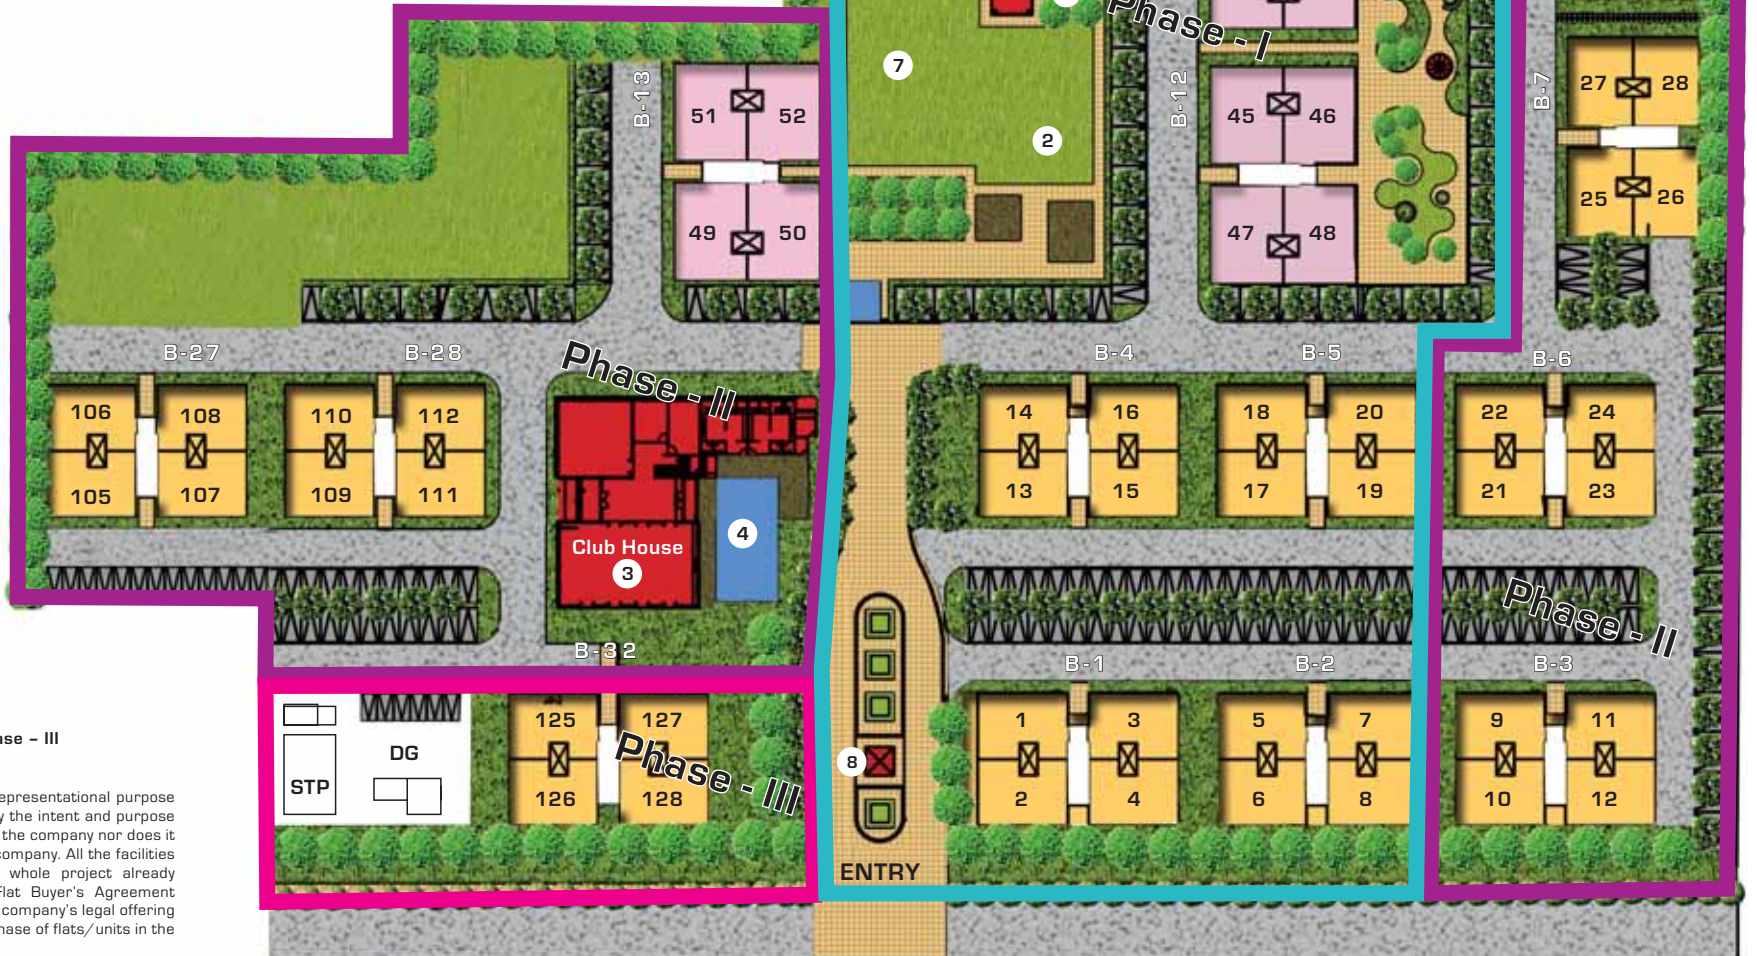 Phase - I
7
2
B-13
51
52
49
50
B-12
45
46
47
48
B-7
27
28
25
26
B-27
B-28
Phase - II
B-4
B-5
B-6
106
108
105
107
110
112
109
111
Club House
3
4
14
16
13
15
18
20
17
19
22
24
21
23
Phase - II
B-32
B-1
B-2
B-3
STP
DG
125
127
126
128
Phase - III
8
ENTRY
1
3
2
4
5
7
6
8
9
11
10
12
ase – III
epresentational purpose
y the intent and purpose
the company nor does it
company. All the facilities
whole project already
Flat Buyer's Agreement
company's legal offering
hase of flats/units in the